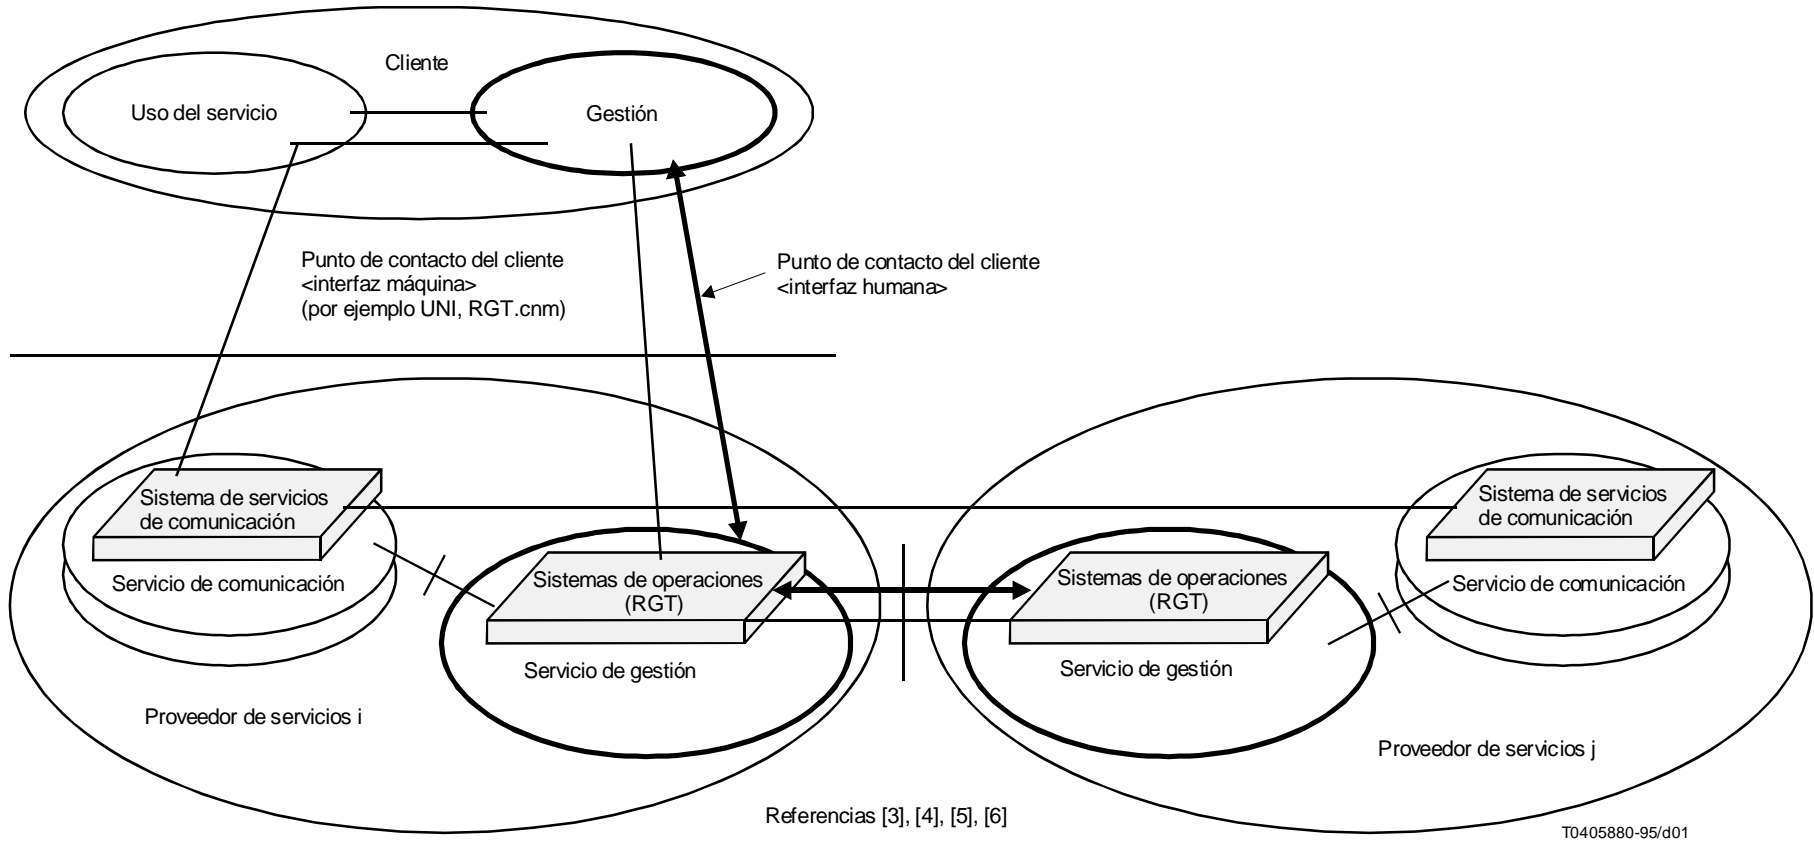 Cliente
Uso del servicio
Gestión
Punto de contacto del cliente
<interfaz máquina>
(por ejemplo UNI, RGT.cnm)
Punto de contacto del cliente
<interfaz humana>
Sistema de servicios
de comunicación
Servicio de comunicación
Sistemas de operaciones
(RGT)
Servicio de gestión
Proveedor de servicios i
Sistemas de operaciones
(RGT)
Servicio de gestión
Sistema de servicios
de comunicación
Servicio de comunicación
Proveedor de servicios j
Referencias [3], [4], [5], [6]
T0405880-95/d01